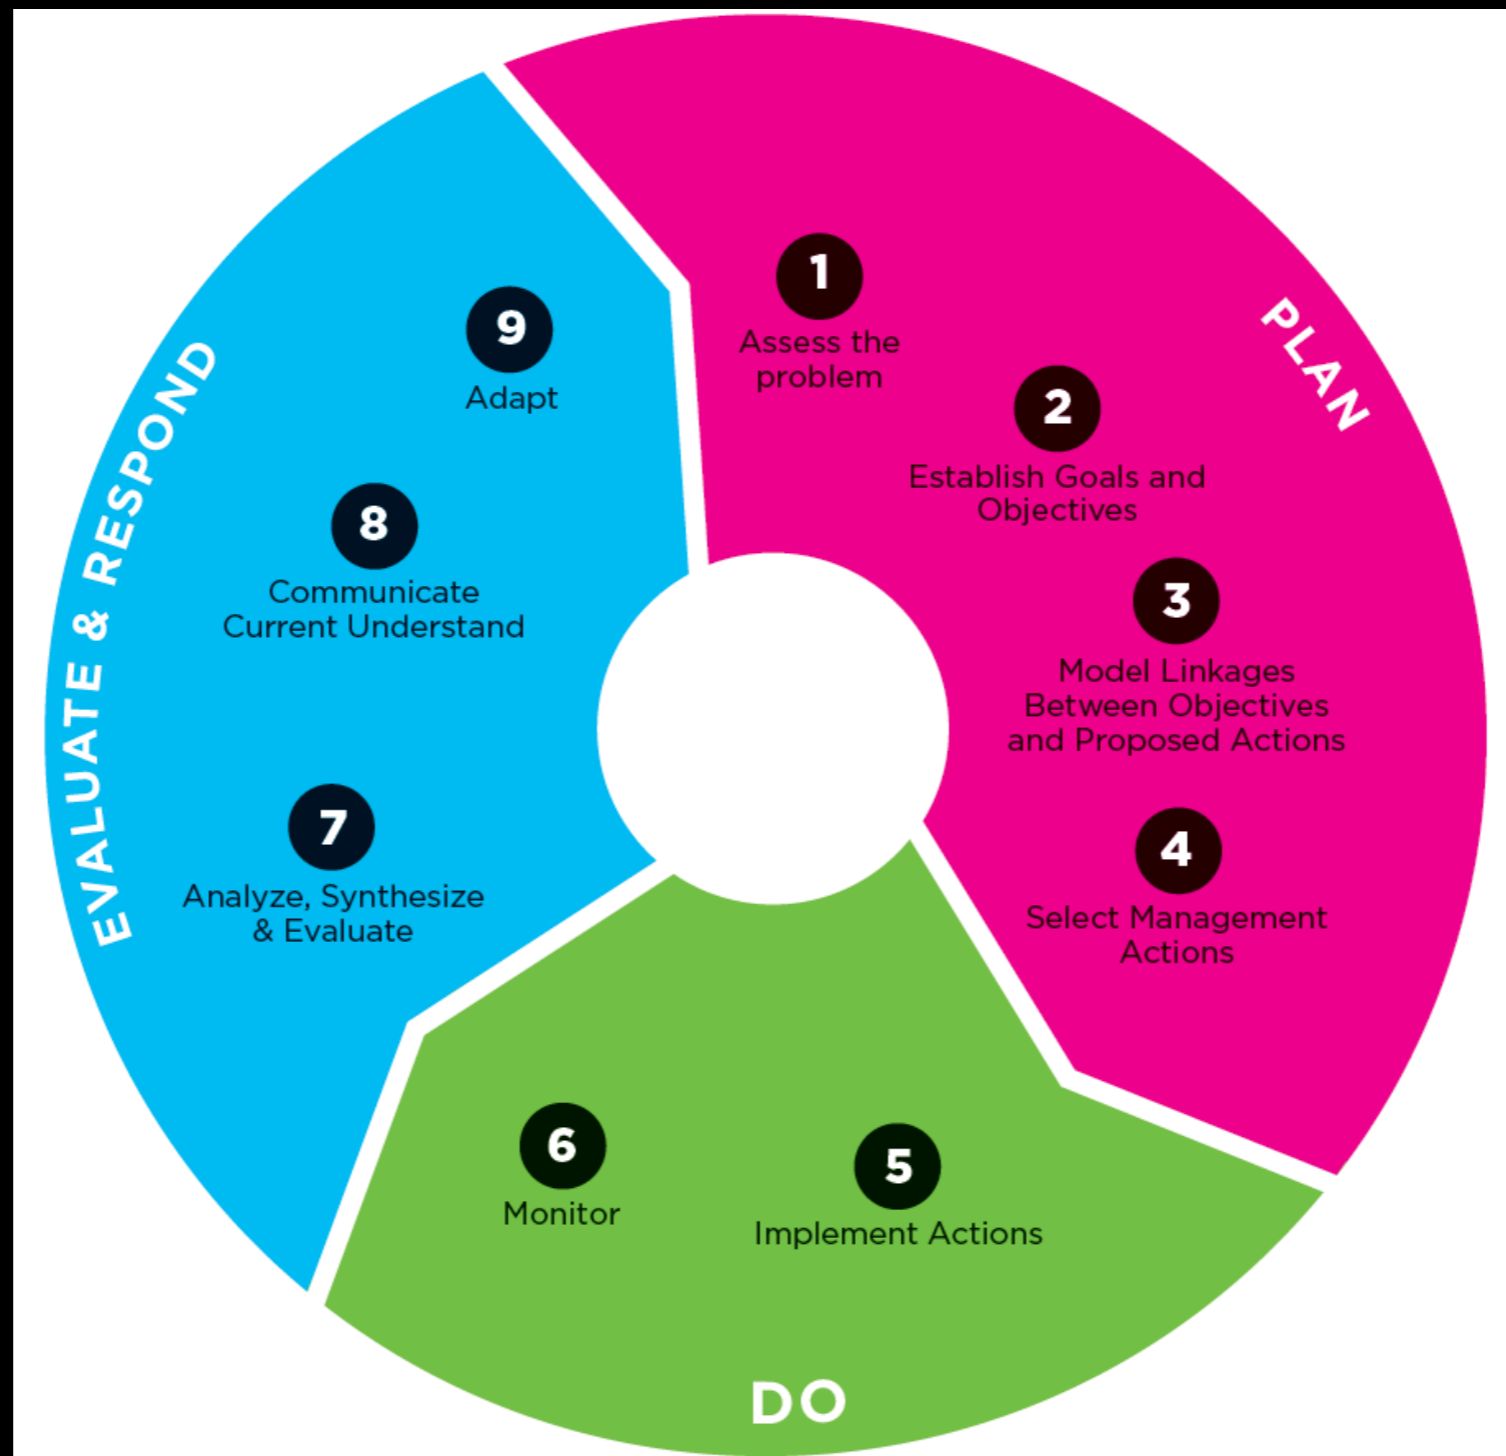 PLAN
1
Assess the
problem
2
Establish Goals and
Objectives
3
Model Linkages
Between Objectives
and Proposed Actions
4
Select Management
Actions
DO
5
Implement Actions
6
Monitor
EVALUATE & RESPOND
7
Analyze, Synthesize
& Evaluate
8
Communicate
Current Understand
9
Adapt